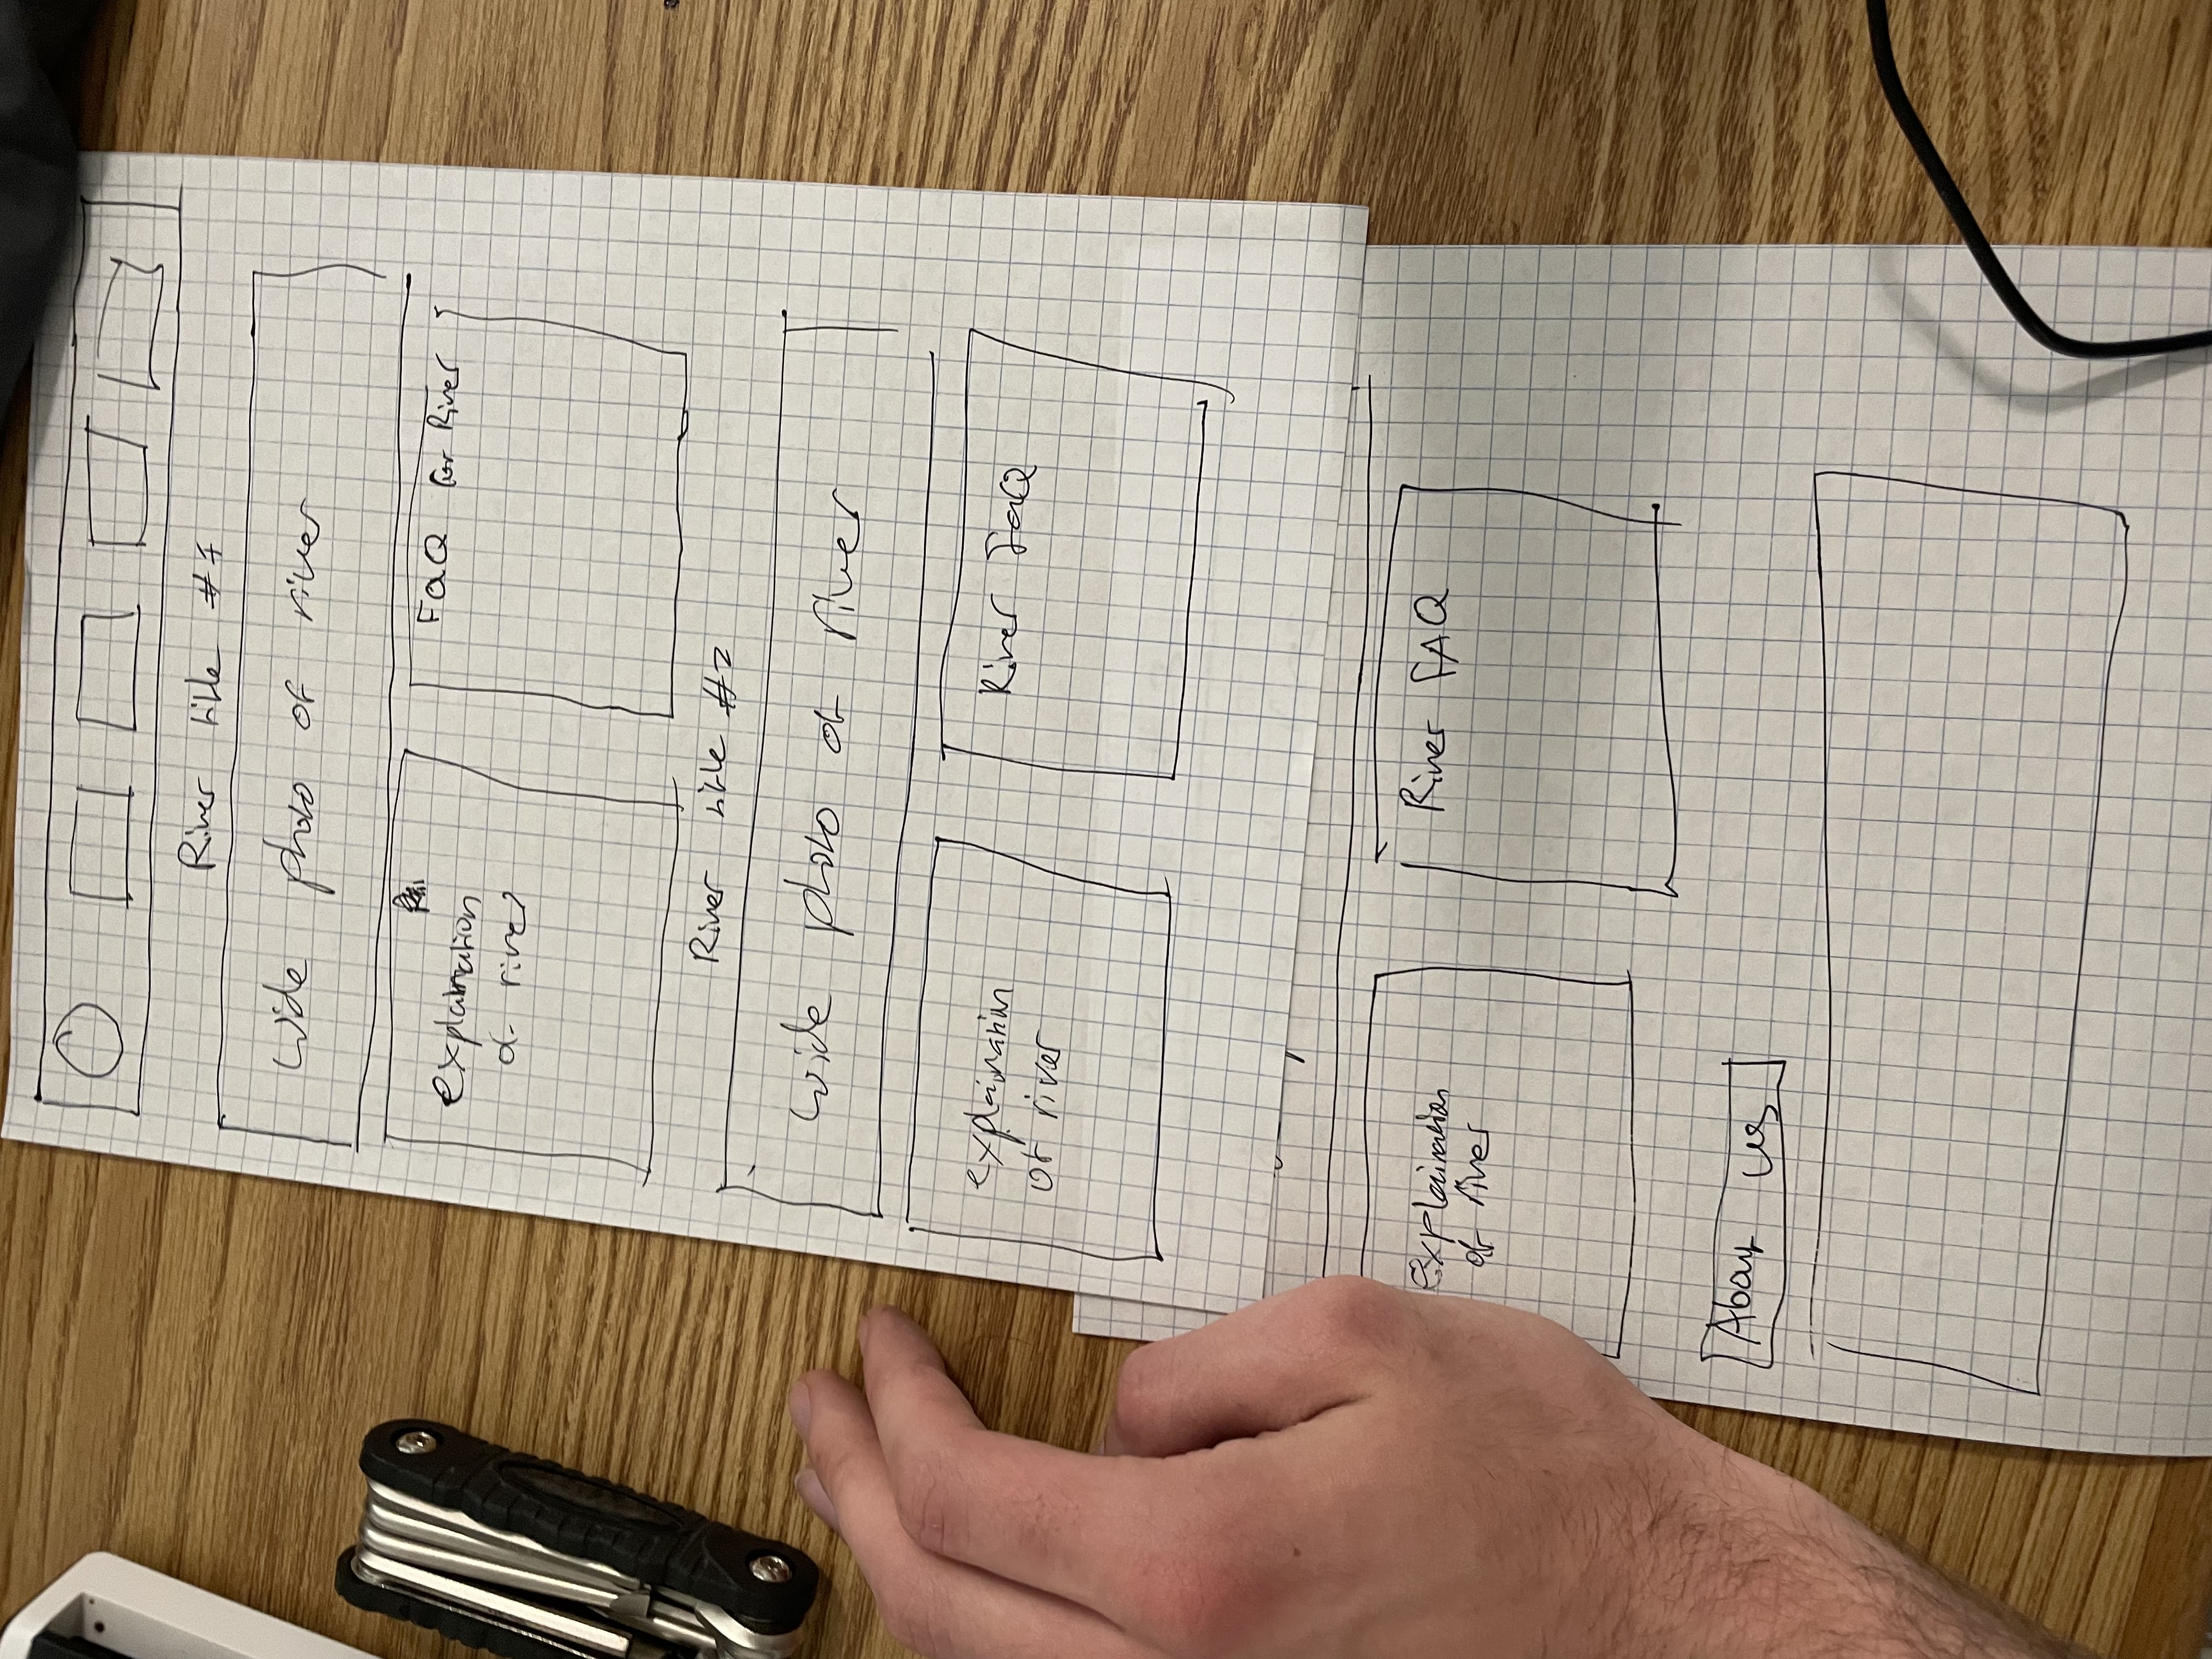 River title #1
wide photo of river
explaination
of river
FaQ for River
River title #2
wide photo of river
explaination
of river
River FaQ
explaination
of river
River FAQ
About us